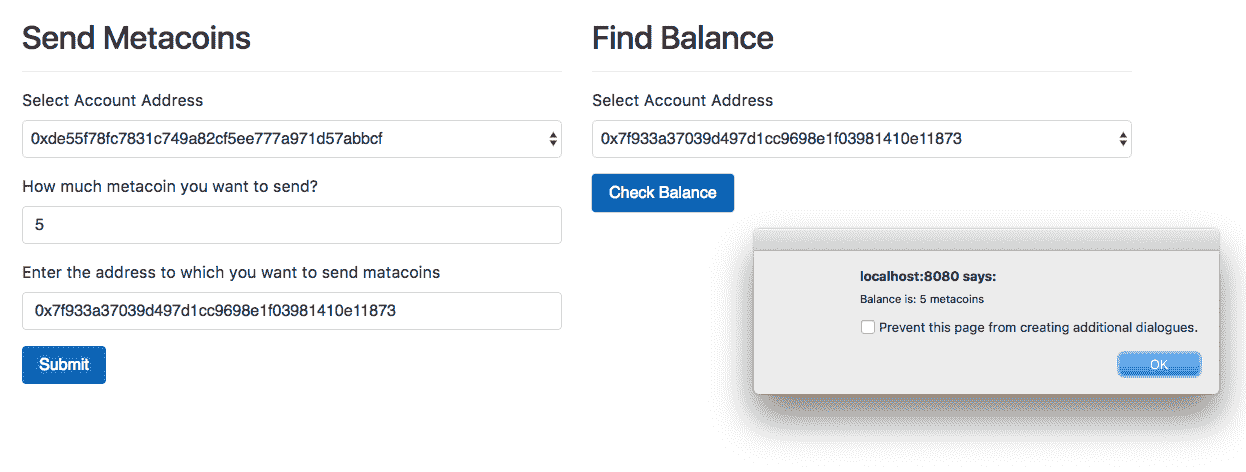 Send Metacoins
Select Account Address
0xde55f78fc7831c749a82cf5ee777a971d57abbcf
How much metacoin you want to send?
5
Enter the address to which you want to send matacoins
0x7f933a37039d497d1cc9698e1f03981410e11873
Submit
Find Balance
Select Account Address
0x7f933a37039d497d1cc9698e1f03981410e11873
Check Balance
localhost:8080 says:
Balance is: 5 metacoins
Prevent this page from creating additional dialogues.
OK